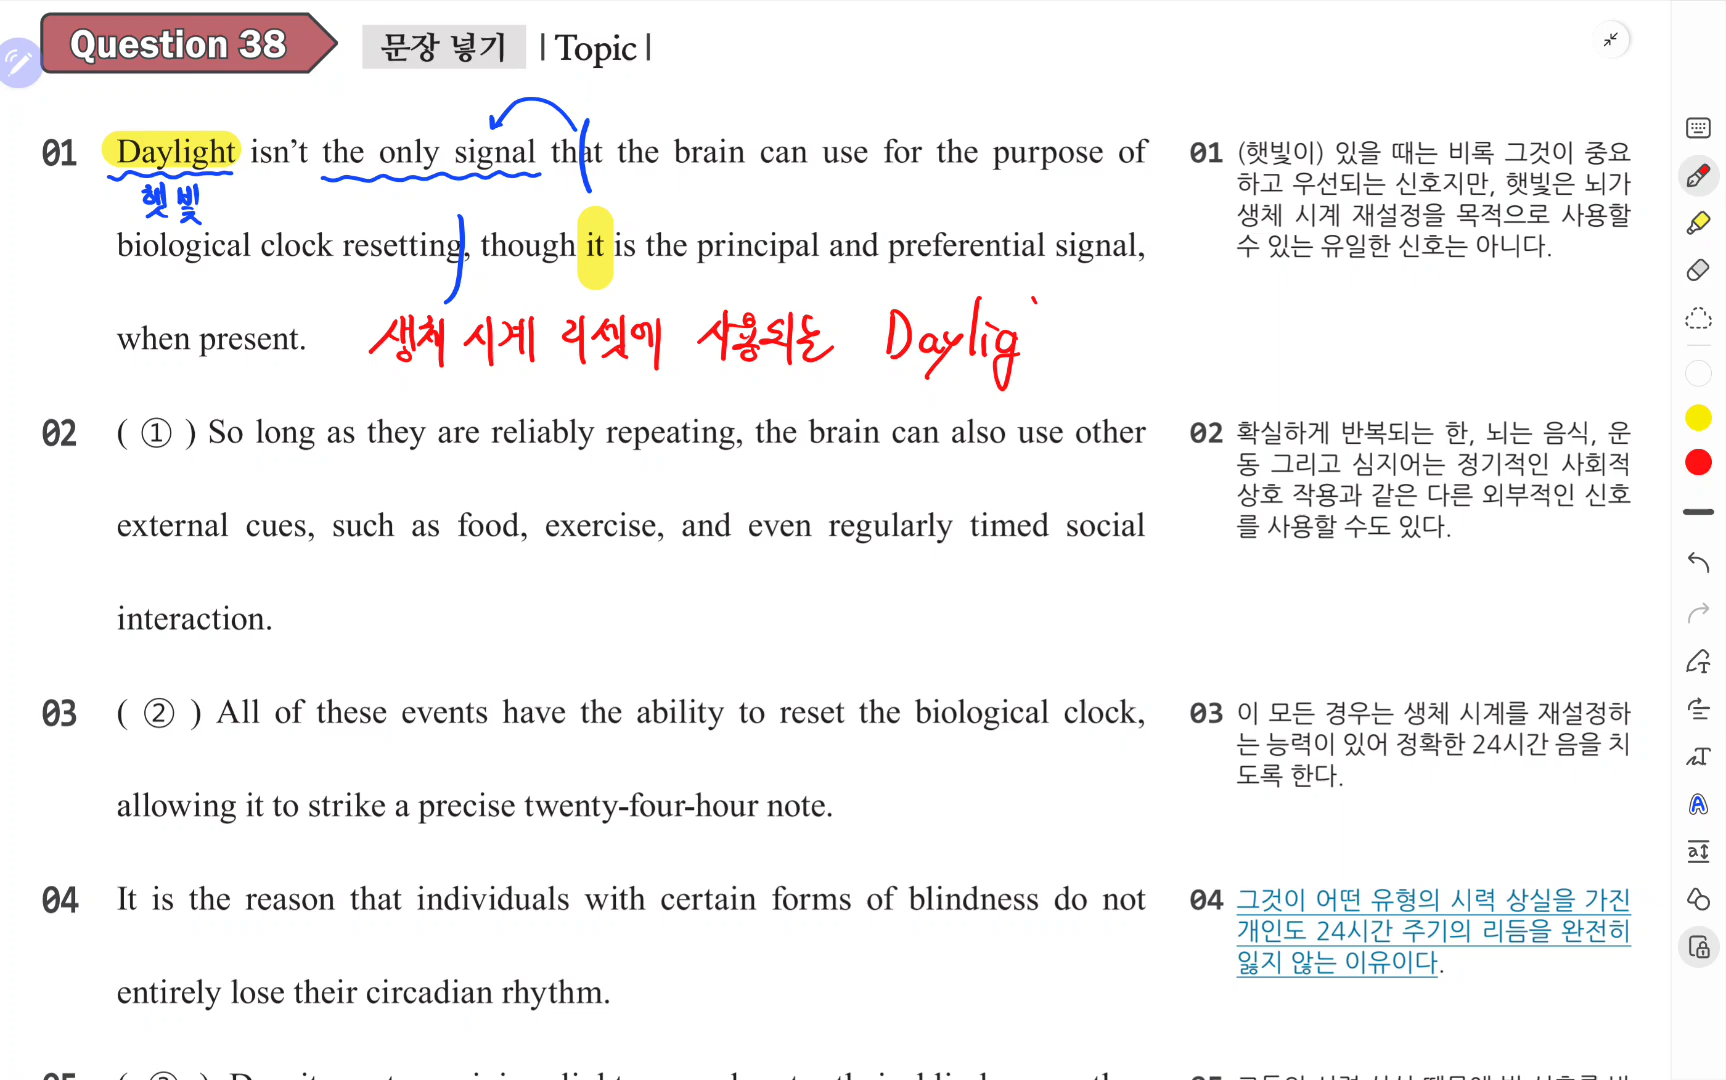 Question 38 문장 넣기 | Topic |
01 Daylight isn't the only signal that the brain can use for the purpose of
햇빛
biological clock resetting, though it is the principal and preferential signal,
when present. 생체 시계 리셋에 사용되는 Daylig
01 (햇빛이) 있을 때는 비록 그것이 중요
하고 우선되는 신호지만, 햇빛은 뇌가
생체 시계 재설정을 목적으로 사용할
수 있는 유일한 신호는 아니다.
02 ( ① ) So long as they are reliably repeating, the brain can also use other
external cues, such as food, exercise, and even regularly timed social
interaction.
02 확실하게 반복되는 한, 뇌는 음식, 운
동 그리고 심지어는 정기적인 사회적
상호 작용과 같은 다른 외부적인 신호
를 사용할 수도 있다.
03 ( ② ) All of these events have the ability to reset the biological clock,
allowing it to strike a precise twenty-four-hour note.
03 이 모든 경우는 생체 시계를 재설정하
는 능력이 있어 정확한 24시간 음을 치
도록 한다.
04 It is the reason that individuals with certain forms of blindness do not
entirely lose their circadian rhythm.
04 그것이 어떤 유형의 시력 상실을 가진
개인도 24시간 주기의 리듬을 완전히
잃지 않는 이유이다.